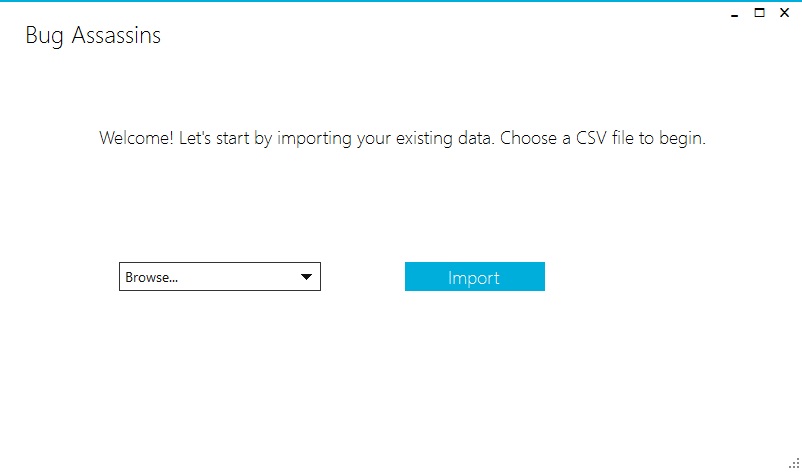 Bug Assassins
Welcome! Let's start by importing your existing data. Choose a CSV file to begin.
Browse...
Import